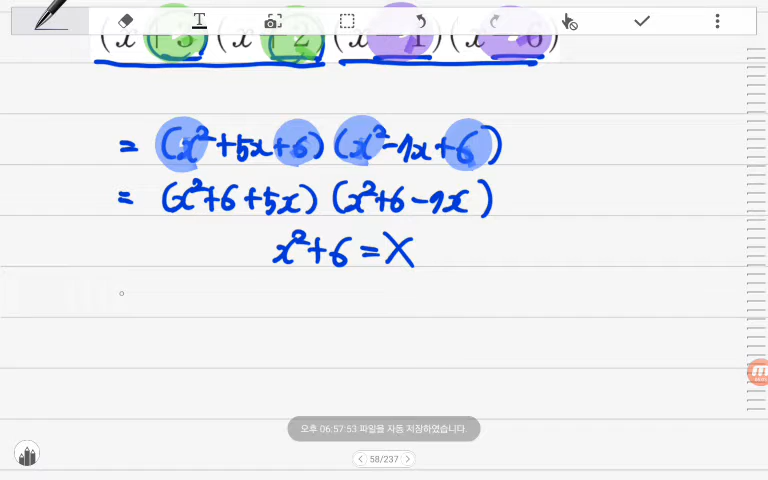 (x + 3)(x + 2)(x - 1)(x - 6)
= (x²+5x+6)(x²-7x+6)
= (x²+6+5x)(x²+6-7x)
x²+6=X
오후 06:57:53 파일을 자동 저장하였습니다.
58/237